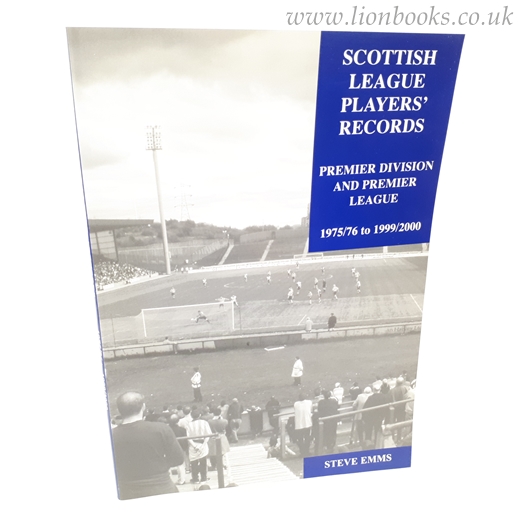 www.lionbooks.co.uk
SCOTTISH
LEAGUE
PLAYERS'
RECORDS
PREMIER DIVISION
AND PREMIER
LEAGUE
1975/76 to 1999/2000
STEVE EMMS